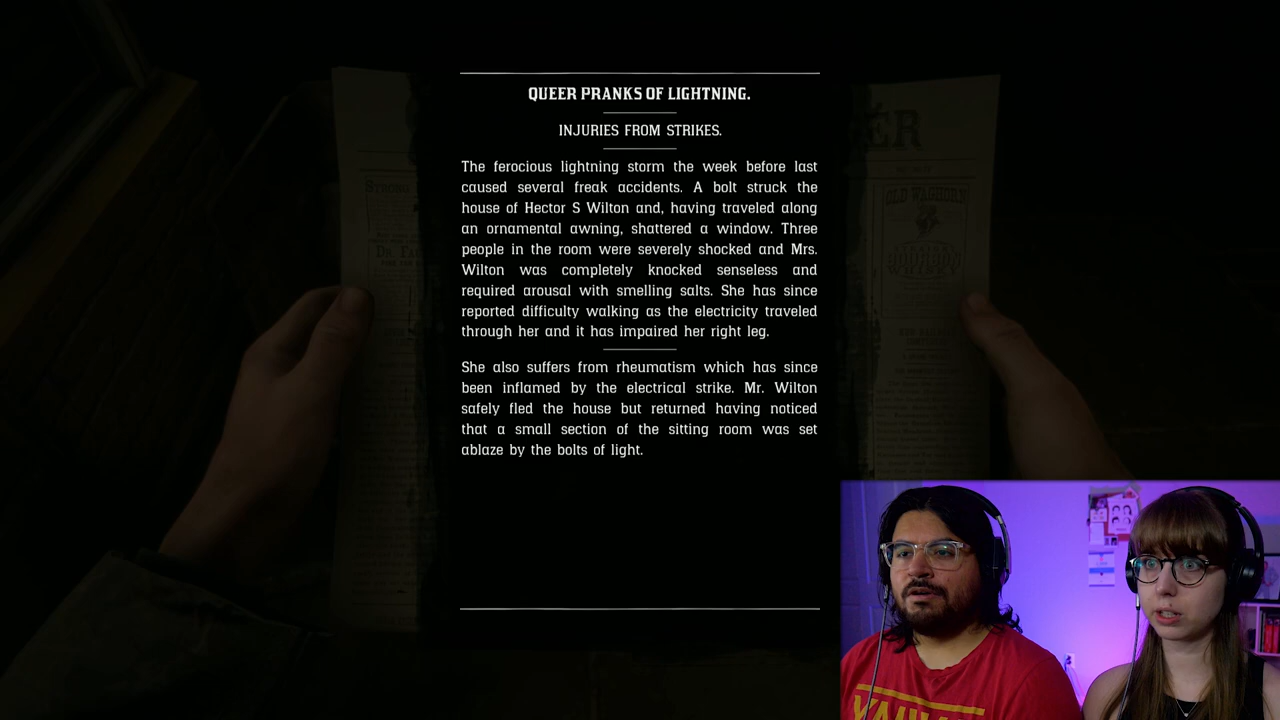 QUEER PRANKS OF LIGHTNING.
INJURIES FROM STRIKES.
The ferocious lightning storm the week before last
caused several freak accidents. A bolt struck the
house of Hector S Wilton and, having traveled along
an ornamental awning, shattered a window. Three
people in the room were severely shocked and Mrs.
Wilton was completely knocked senseless and
required arousal with smelling salts. She has since
reported difficulty walking as the electricity traveled
through her and it has impaired her right leg.
She also suffers from rheumatism which has since
been inflamed by the electrical strike. Mr. Wilton
safely fled the house but returned having noticed
that a small section of the sitting room was set
ablaze by the bolts of light.
ER
OLD WAGHORN